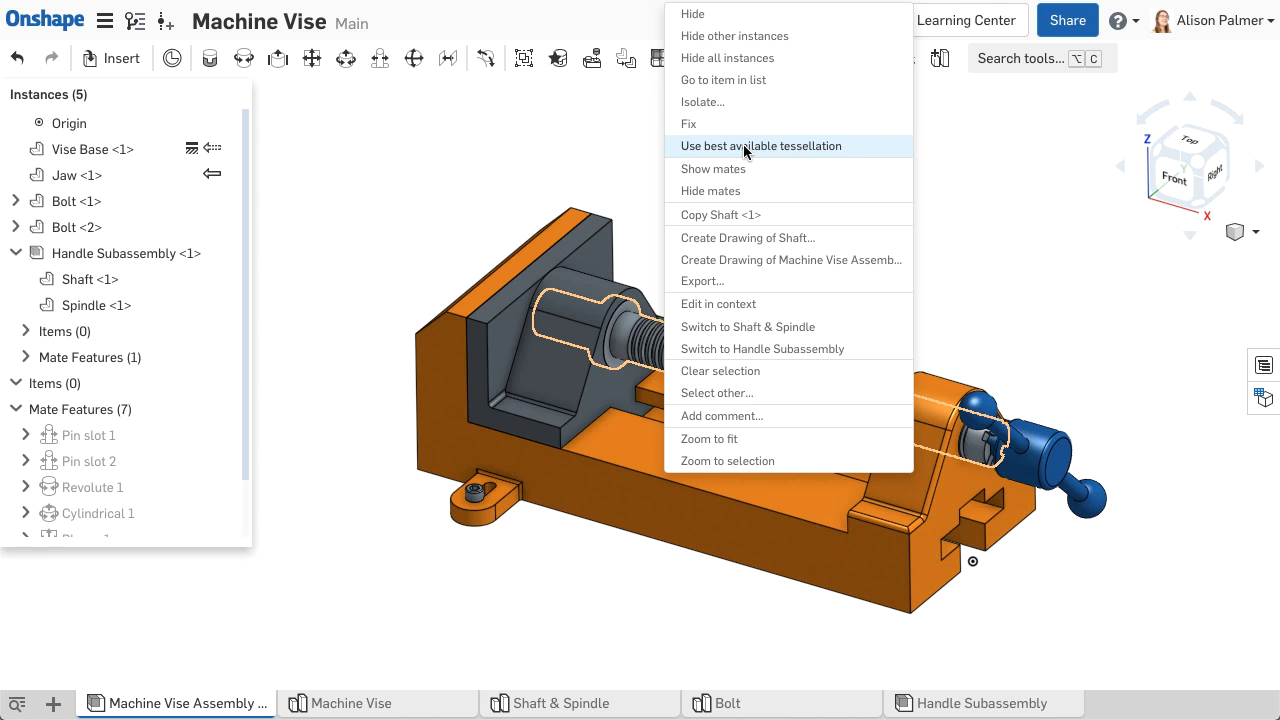 Onshape
Machine Vise Main
Learning Center
Share
Alison Palmer
Insert
Search tools... ⌥ C
Instances (5)
Origin
Vise Base <1>
Jaw <1>
Bolt <1>
Bolt <2>
Handle Subassembly <1>
Shaft <1>
Spindle <1>
Items (0)
Mate Features (1)
Items (0)
Mate Features (7)
Pin slot 1
Pin slot 2
Revolute 1
Cylindrical 1
Hide
Hide other instances
Hide all instances
Go to item in list
Isolate...
Fix
Use best available tessellation
Show mates
Hide mates
Copy Shaft <1>
Create Drawing of Shaft...
Create Drawing of Machine Vise Assemb...
Export...
Edit in context
Switch to Shaft & Spindle
Switch to Handle Subassembly
Clear selection
Select other...
Add comment...
Zoom to fit
Zoom to selection
Z
Top
Y
Front
Right
X
Machine Vise Assembly ...
Machine Vise
Shaft & Spindle
Bolt
Handle Subassembly